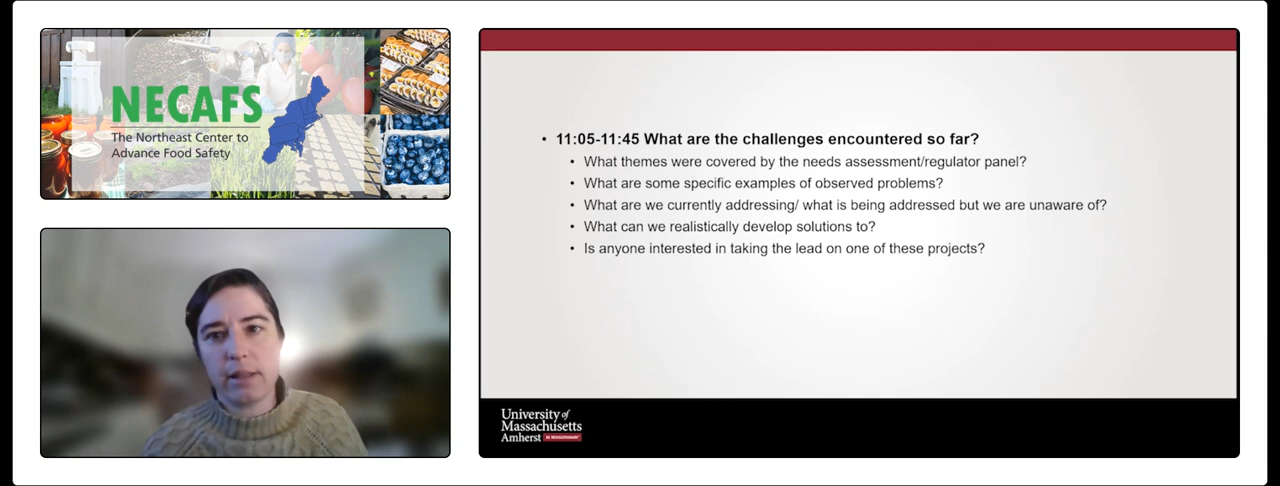 NECAFS
The Northeast Center to
Advance Food Safety
• 11:05-11:45 What are the challenges encountered so far?
• What themes were covered by the needs assessment/regulator panel?
• What are some specific examples of observed problems?
• What are we currently addressing/ what is being addressed but we are unaware of?
• What can we realistically develop solutions to?
• Is anyone interested in taking the lead on one of these projects?
University of
Massachusetts
Amherst BE REVOLUTIONARY